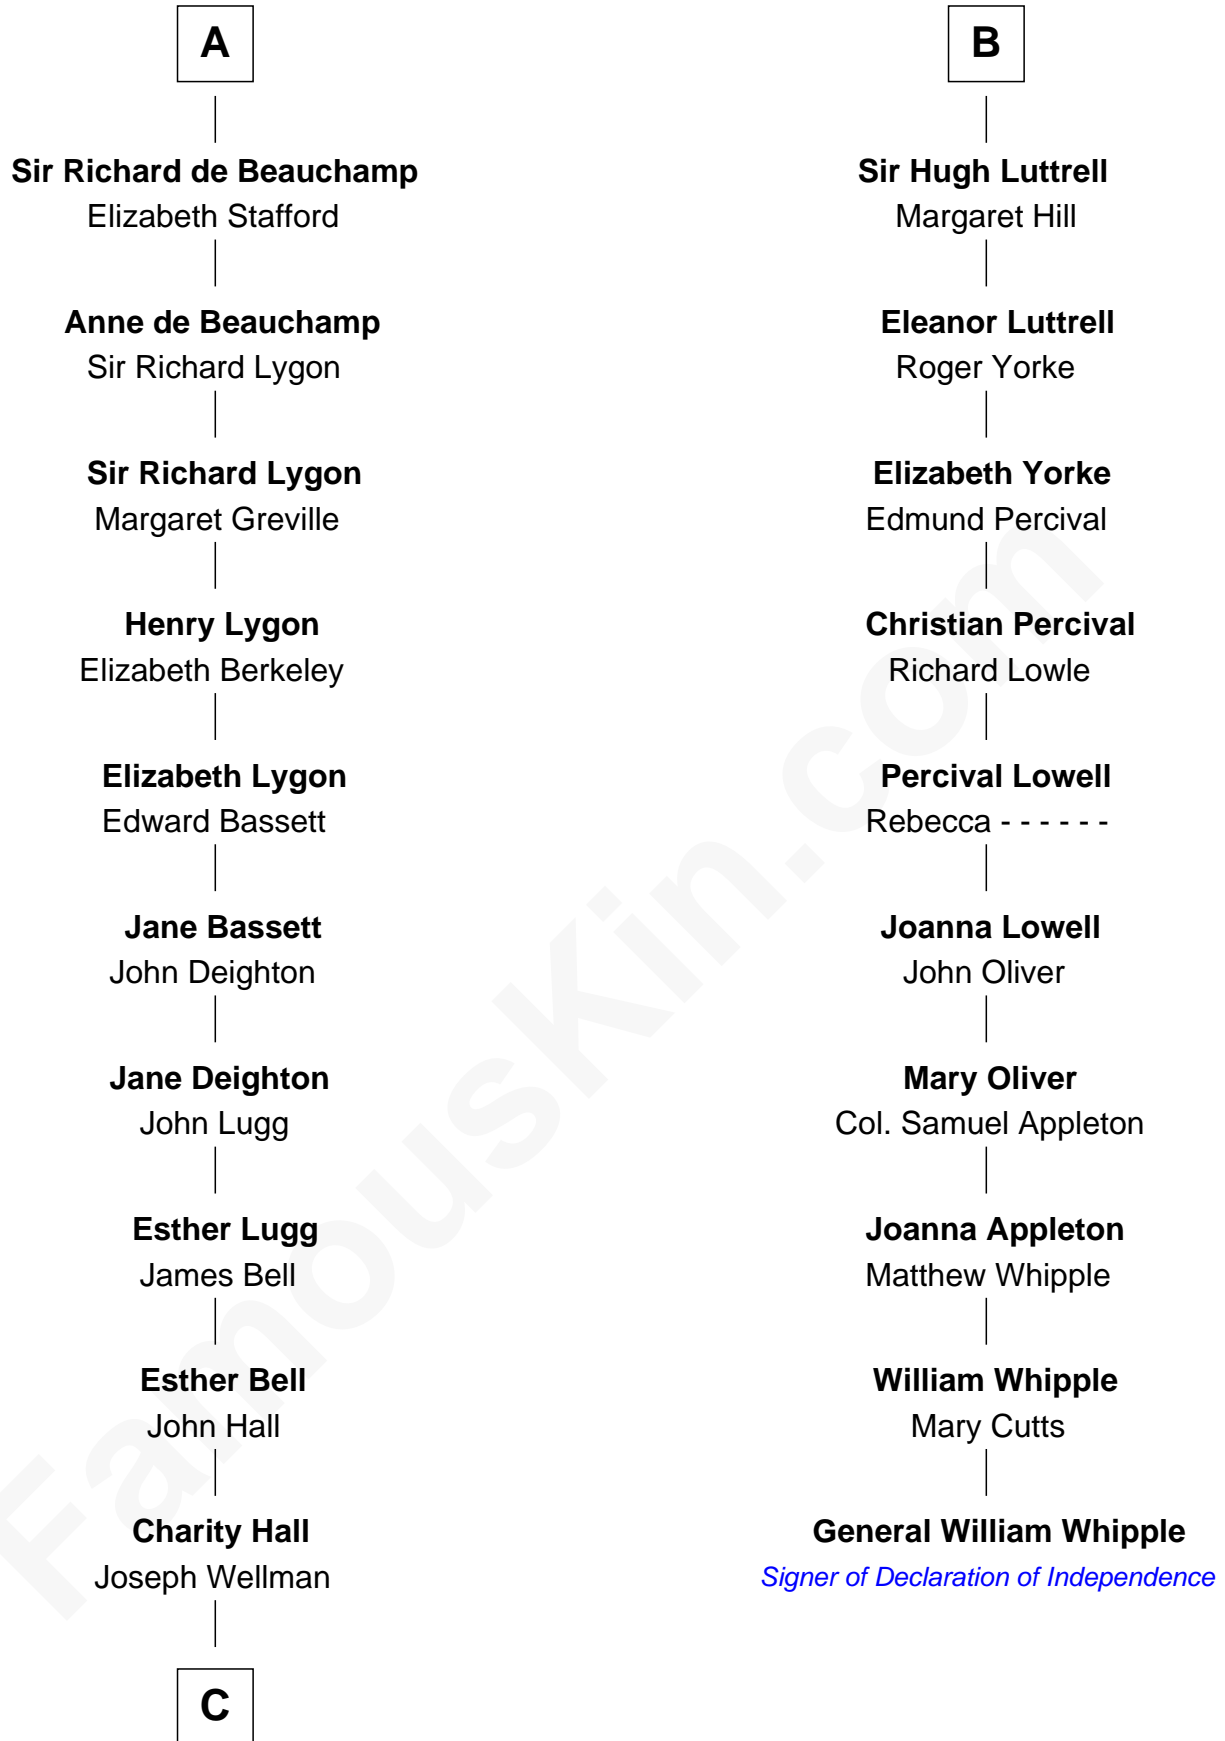 A
Sir Richard de Beauchamp
Elizabeth Stafford
Anne de Beauchamp
Sir Richard Lygon
Sir Richard Lygon
Margaret Greville
Henry Lygon
Elizabeth Berkeley
Elizabeth Lygon
Edward Bassett
Jane Bassett
John Deighton
Jane Deighton
John Lugg
Esther Lugg
James Bell
Esther Bell
John Hall
Charity Hall
Joseph Wellman
C
B
Sir Hugh Luttrell
Margaret Hill
Eleanor Luttrell
Roger Yorke
Elizabeth Yorke
Edmund Percival
Christian Percival
Richard Lowle
Percival Lowell
Rebecca - - - - - -
Joanna Lowell
John Oliver
Mary Oliver
Col. Samuel Appleton
Joanna Appleton
Matthew Whipple
William Whipple
Mary Cutts
General William Whipple
Signer of Declaration of Independence
FamousKin.com